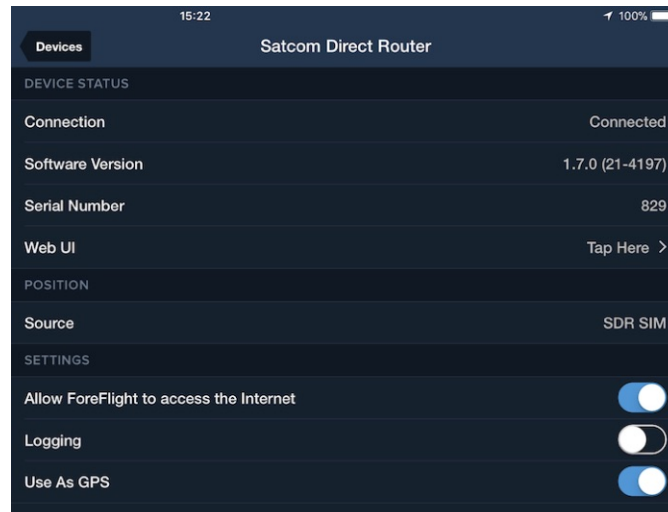 15:22 100%
Devices Satcom Direct Router
DEVICE STATUS
Connection Connected
Software Version 1.7.0 (21-4197)
Serial Number 829
Web UI Tap Here >
POSITION
Source SDR SIM
SETTINGS
Allow ForeFlight to access the Internet
Logging
Use As GPS